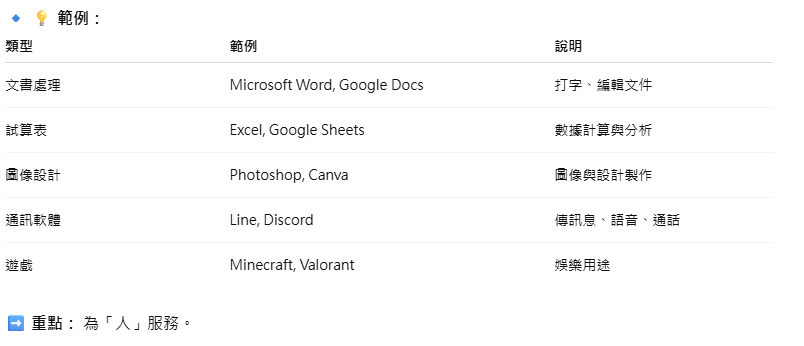 🔹 💡 範例：
類型 範例 說明
文書處理 Microsoft Word, Google Docs 打字、編輯文件
試算表 Excel, Google Sheets 數據計算與分析
圖像設計 Photoshop, Canva 圖像與設計製作
通訊軟體 Line, Discord 傳訊息、語音、通話
遊戲 Minecraft, Valorant 娛樂用途
➡️ 重點： 為「人」服務。